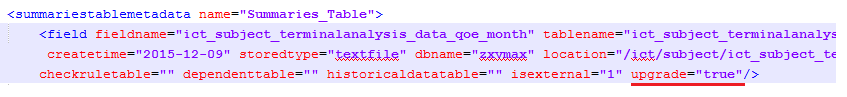 <summariestablemetadata name="Summaries_Table">
<field fieldname="ict_subject_terminalanalysis_data_qoe_month" tablename="ict_subject_terminalanalys
createtime="2015-12-09" storedtype="textfile" dbname="zxymax" location="/ict/subject/ict_subject_te
checkruletable="" dependenttable="" historicaldatatable="" isexternal="1" upgrade="true"/>